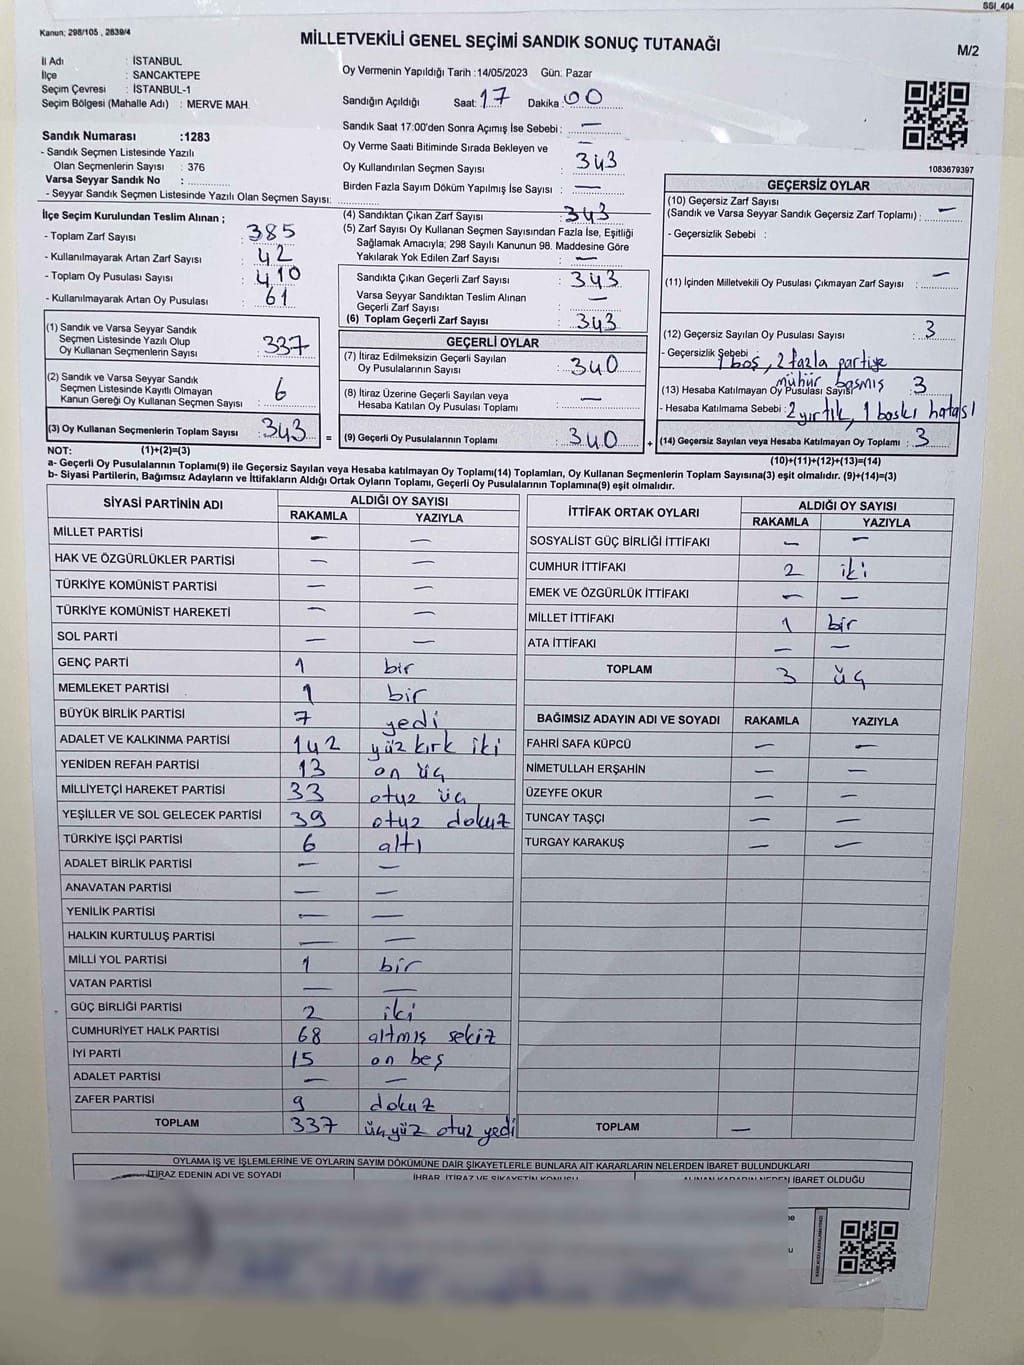 SSI_404
Kanun; 298/105 , 2839/4
MİLLETVEKİLİ GENEL SEÇİMİ SANDIK SONUÇ TUTANAĞI
M/2
İl Adı : İSTANBUL
İlçe : SANCAKTEPE
Seçim Çevresi : İSTANBUL-1
Seçim Bölgesi (Mahalle Adı) : MERVE MAH.
Oy Vermenin Yapıldığı Tarih :14/05/2023 Gün: Pazar
Sandığın Açıldığı Saat: 17 Dakika : 00
Sandık Saat 17:00'den Sonra Açımış İse Sebebi : —
Oy Verme Saati Bitiminde Sırada Bekleyen ve : —
Oy Kullandırılan Seçmen Sayısı : 343
Birden Fazla Sayım Döküm Yapılmış İse Sayısı : —
1083679397
Sandık Numarası :1283
- Sandık Seçmen Listesinde Yazılı
Olan Seçmenlerin Sayısı : 376
Varsa Seyyar Sandık No :
- Seyyar Sandık Seçmen Listesinde Yazılı Olan Seçmen Sayısı:
İlçe Seçim Kurulundan Teslim Alınan ;
- Toplam Zarf Sayısı : 385
- Kullanılmayarak Artan Zarf Sayısı : 42
- Toplam Oy Pusulası Sayısı : 410
- Kullanılmayarak Artan Oy Pusulası : 61
(4) Sandıktan Çıkan Zarf Sayısı : 343
(5) Zarf Sayısı Oy Kullanan Seçmen Sayısından Fazla İse, Eşitliği
Sağlamak Amacıyla; 298 Sayılı Kanunun 98. Maddesine Göre
Yakılarak Yok Edilen Zarf Sayısı : —
Sandıkta Çıkan Geçerli Zarf Sayısı : 343
Varsa Seyyar Sandıktan Teslim Alınan
Geçerli Zarf Sayısı : —
(6) Toplam Geçerli Zarf Sayısı : 343
GEÇERSİZ OYLAR
(10) Geçersiz Zarf Sayısı
(Sandık ve Varsa Seyyar Sandık Geçersiz Zarf Toplamı) : —
- Geçersizlik Sebebi :
(11) İçinden Milletvekili Oy Pusulası Çıkmayan Zarf Sayısı : —
(12) Geçersiz Sayılan Oy Pusulası Sayısı : 3
- Geçersizlik Sebebi 1 boş, 2 fazla partiye
mühür basmış
(13) Hesaba Katılmayan Oy Pusulası Sayısı : 3
- Hesaba Katılmama Sebebi : 2 yırtık, 1 baskı hatası
(14) Geçersiz Sayılan veya Hesaba Katılmayan Oy Toplamı : 3
(10)+(11)+(12)+(13)=(14)
(1) Sandık ve Varsa Seyyar Sandık
Seçmen Listesinde Yazılı Olup
Oy Kullanan Seçmenlerin Sayısı : 337
(2) Sandık ve Varsa Seyyar Sandık
Seçmen Listesinde Kayıtlı Olmayan
Kanun Gereği Oy Kullanan Seçmen Sayısı : 6
(3) Oy Kullanan Seçmenlerin Toplam Sayısı : 343 =
GEÇERLİ OYLAR
(7) İtiraz Edilmeksizin Geçerli Sayılan
Oy Pusulalarının Sayısı : 340
(8) İtiraz Üzerine Geçerli Sayılan veya
Hesaba Katılan Oy Pusulası Toplamı : —
(9) Geçerli Oy Pusulalarının Toplamı : 340 +
NOT: (1)+(2)=(3)
a- Geçerli Oy Pusulalarının Toplamı(9) ile Geçersiz Sayılan veya Hesaba katılmayan Oy Toplamı(14) Toplamları, Oy Kullanan Seçmenlerin Toplam Sayısına(3) eşit olmalıdır. (9)+(14)=(3)
b- Siyasi Partilerin, Bağımsız Adayların ve İttifakların Aldığı Ortak Oyların Toplamı, Geçerli Oy Pusulalarının Toplamına(9) eşit olmalıdır.
SİYASİ PARTİNİN ADI ALDIĞI OY SAYISI
RAKAMLA YAZIYLA
MİLLET PARTİSİ — —
HAK VE ÖZGÜRLÜKLER PARTİSİ — —
TÜRKİYE KOMÜNİST PARTİSİ — —
TÜRKİYE KOMÜNİST HAREKETİ — —
SOL PARTİ — —
GENÇ PARTİ 1 bir
MEMLEKET PARTİSİ 1 bir
BÜYÜK BİRLİK PARTİSİ 7 yedi
ADALET VE KALKINMA PARTİSİ 142 yüz kırk iki
YENİDEN REFAH PARTİSİ 13 on üç
MİLLİYETÇİ HAREKET PARTİSİ 33 otuz üç
YEŞİLLER VE SOL GELECEK PARTİSİ 39 otuz dokuz
TÜRKİYE İŞÇİ PARTİSİ 6 altı
ADALET BİRLİK PARTİSİ — —
ANAVATAN PARTİSİ — —
YENİLİK PARTİSİ — —
HALKIN KURTULUŞ PARTİSİ — —
MİLLİ YOL PARTİSİ 1 bir
VATAN PARTİSİ — —
GÜÇ BİRLİĞİ PARTİSİ 2 iki
CUMHURİYET HALK PARTİSİ 68 altmış sekiz
İYİ PARTİ 15 on beş
ADALET PARTİSİ — —
ZAFER PARTİSİ 9 dokuz
TOPLAM 337 üçyüz otuz yedi
İTTİFAK ORTAK OYLARI ALDIĞI OY SAYISI
RAKAMLA YAZIYLA
SOSYALİST GÜÇ BİRLİĞİ İTTİFAKI — —
CUMHUR İTTİFAKI 2 iki
EMEK VE ÖZGÜRLÜK İTTİFAKI — —
MİLLET İTTİFAKI 1 bir
ATA İTTİFAKI — —
TOPLAM 3 üç
BAĞIMSIZ ADAYIN ADI VE SOYADI RAKAMLA YAZIYLA
FAHRİ SAFA KÜPCÜ — —
NİMETULLAH ERŞAHİN — —
ÜZEYFE OKUR — —
TUNCAY TAŞÇI — —
TURGAY KARAKUŞ — —
TOPLAM —
OYLAMA İŞ VE İŞLEMLERİNE VE OYLARIN SAYIM DÖKÜMÜNE DAİR ŞİKAYETLERLE BUNLARA AİT KARARLARIN NELERDEN İBARET BULUNDUKLARI
İTİRAZ EDENİN ADI VE SOYADI İHBAR, İTİRAZ VE ŞİKAYETİN KONUSU ALINAN KARARIN NEDEN İBARET OLDUĞU